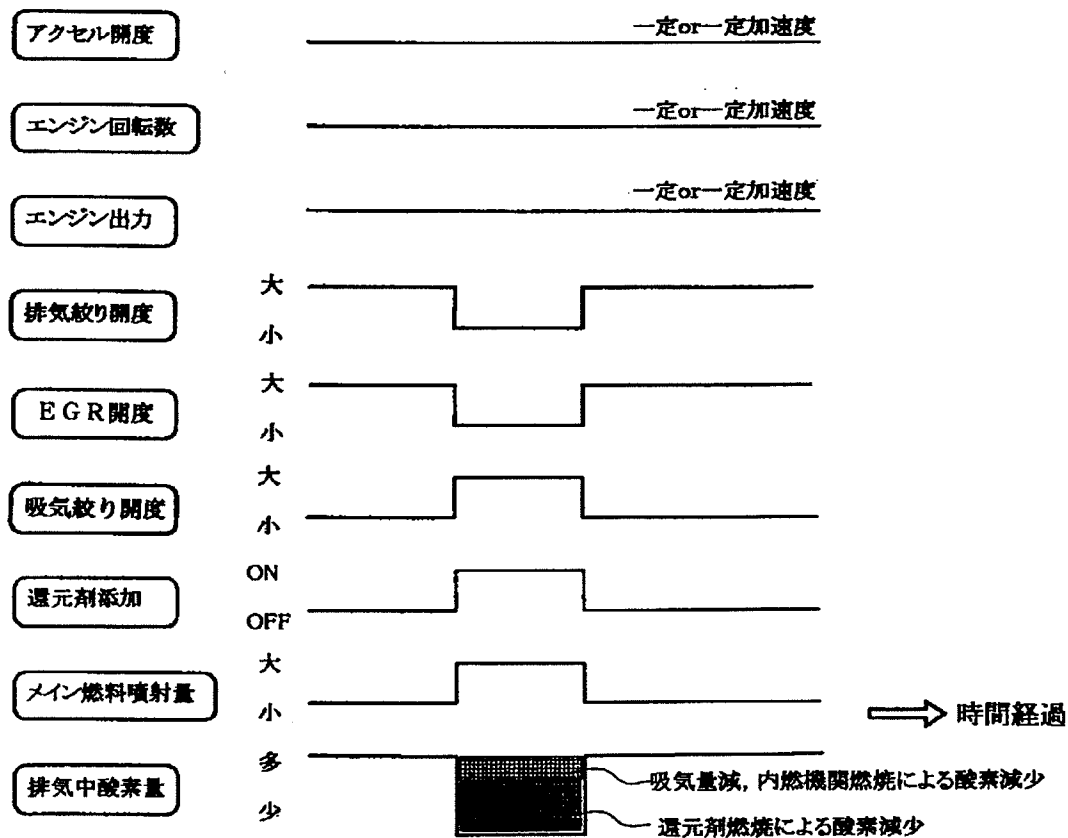 アクセル開度
一定or一定加速度
エンジン回転数
一定or一定加速度
エンジン出力
一定or一定加速度
排気絞り開度
大
小
EGR開度
大
小
吸気絞り開度
大
小
還元剤添加
ON
OFF
メイン燃料噴射量
大
小
時間経過
排気中酸素量
多
少
吸気量減,内燃機関燃焼による酸素減少
還元剤燃焼による酸素減少